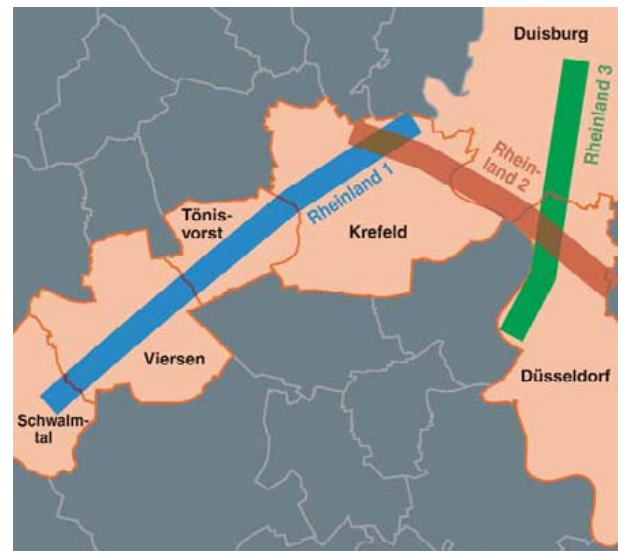 Duisburg
Rheinland 3
Rhein-
land 2
Rheinland 1
Tönis-
vorst
Krefeld
Viersen
Düsseldorf
Schwalm-
tal